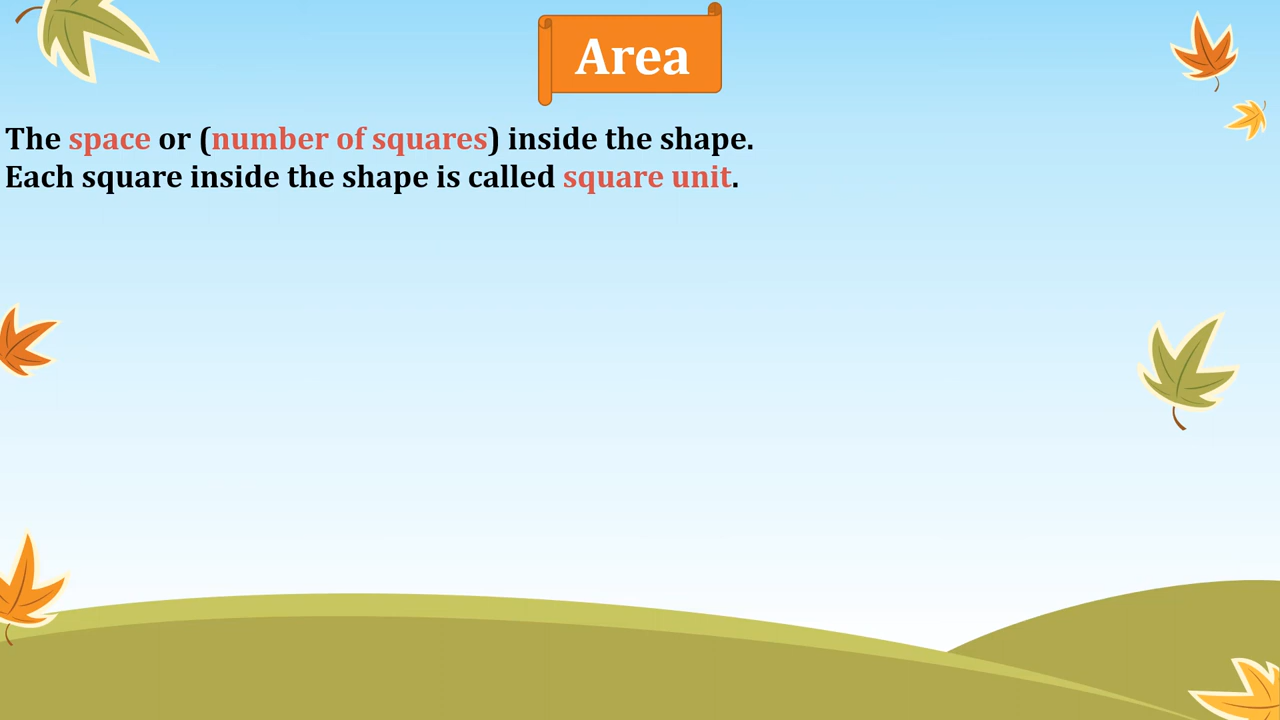 Area
The space or (number of squares) inside the shape.
Each square inside the shape is called square unit.